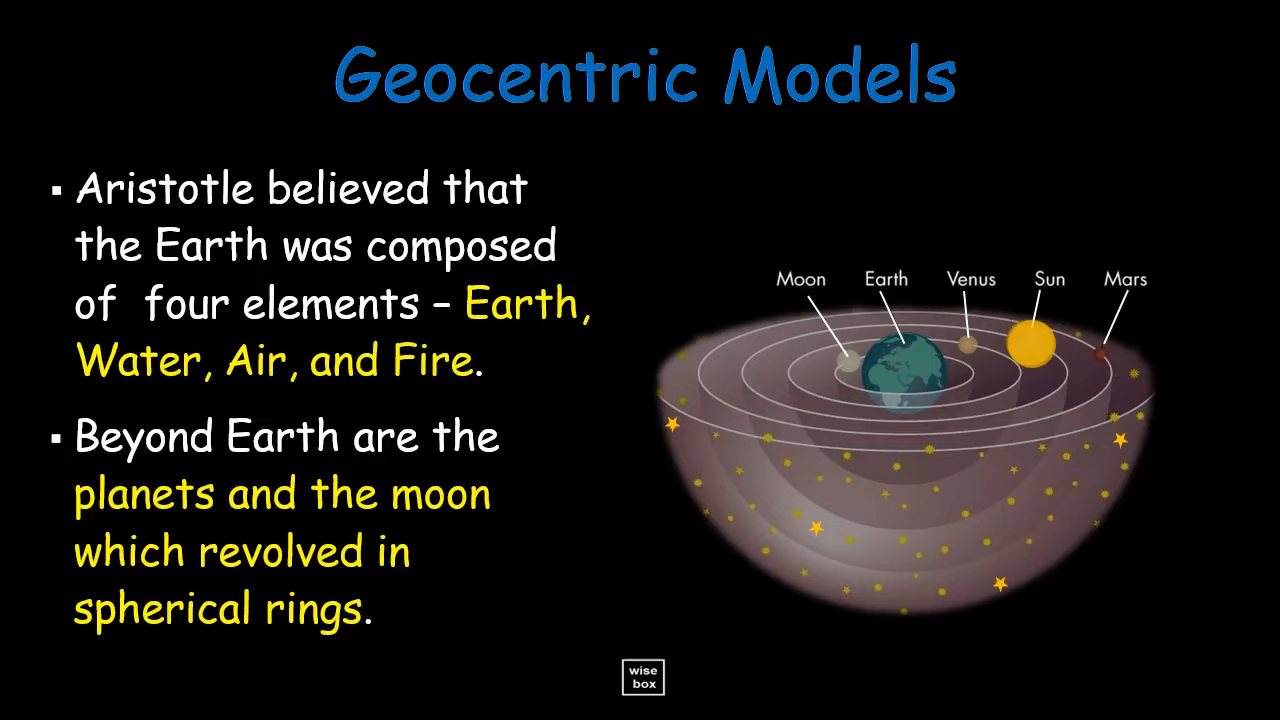 Geocentric Models
▪ Aristotle believed that
the Earth was composed
of four elements – Earth,
Water, Air, and Fire.
▪ Beyond Earth are the
planets and the moon
which revolved in
spherical rings.
Moon Earth Venus Sun Mars
wise
box